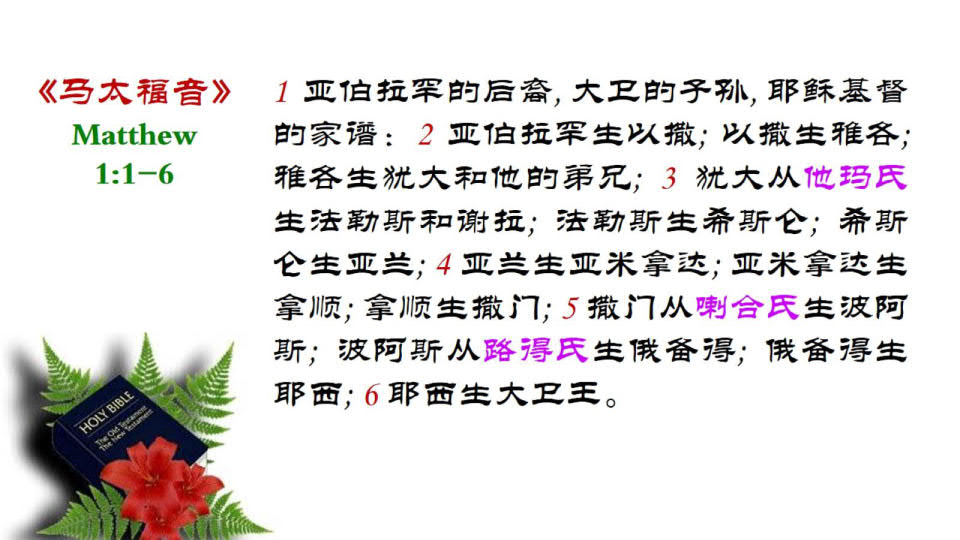 《马太福音》
Matthew
1:1-6
1 亚伯拉罕的后裔, 大卫的子孙, 耶稣基督
的家谱: 2 亚伯拉罕生以撒; 以撒生雅各;
雅各生犹大和他的弟兄; 3 犹大从他玛氏
生法勒斯和谢拉; 法勒斯生希斯仑; 希斯
仑生亚兰; 4 亚兰生亚米拿达; 亚米拿达生
拿顺; 拿顺生撒门; 5 撒门从喇合氏生波阿
斯; 波阿斯从路得氏生俄备得; 俄备得生
耶西; 6 耶西生大卫王。
HOLY BIBLE
The Old Testament
The New Testament